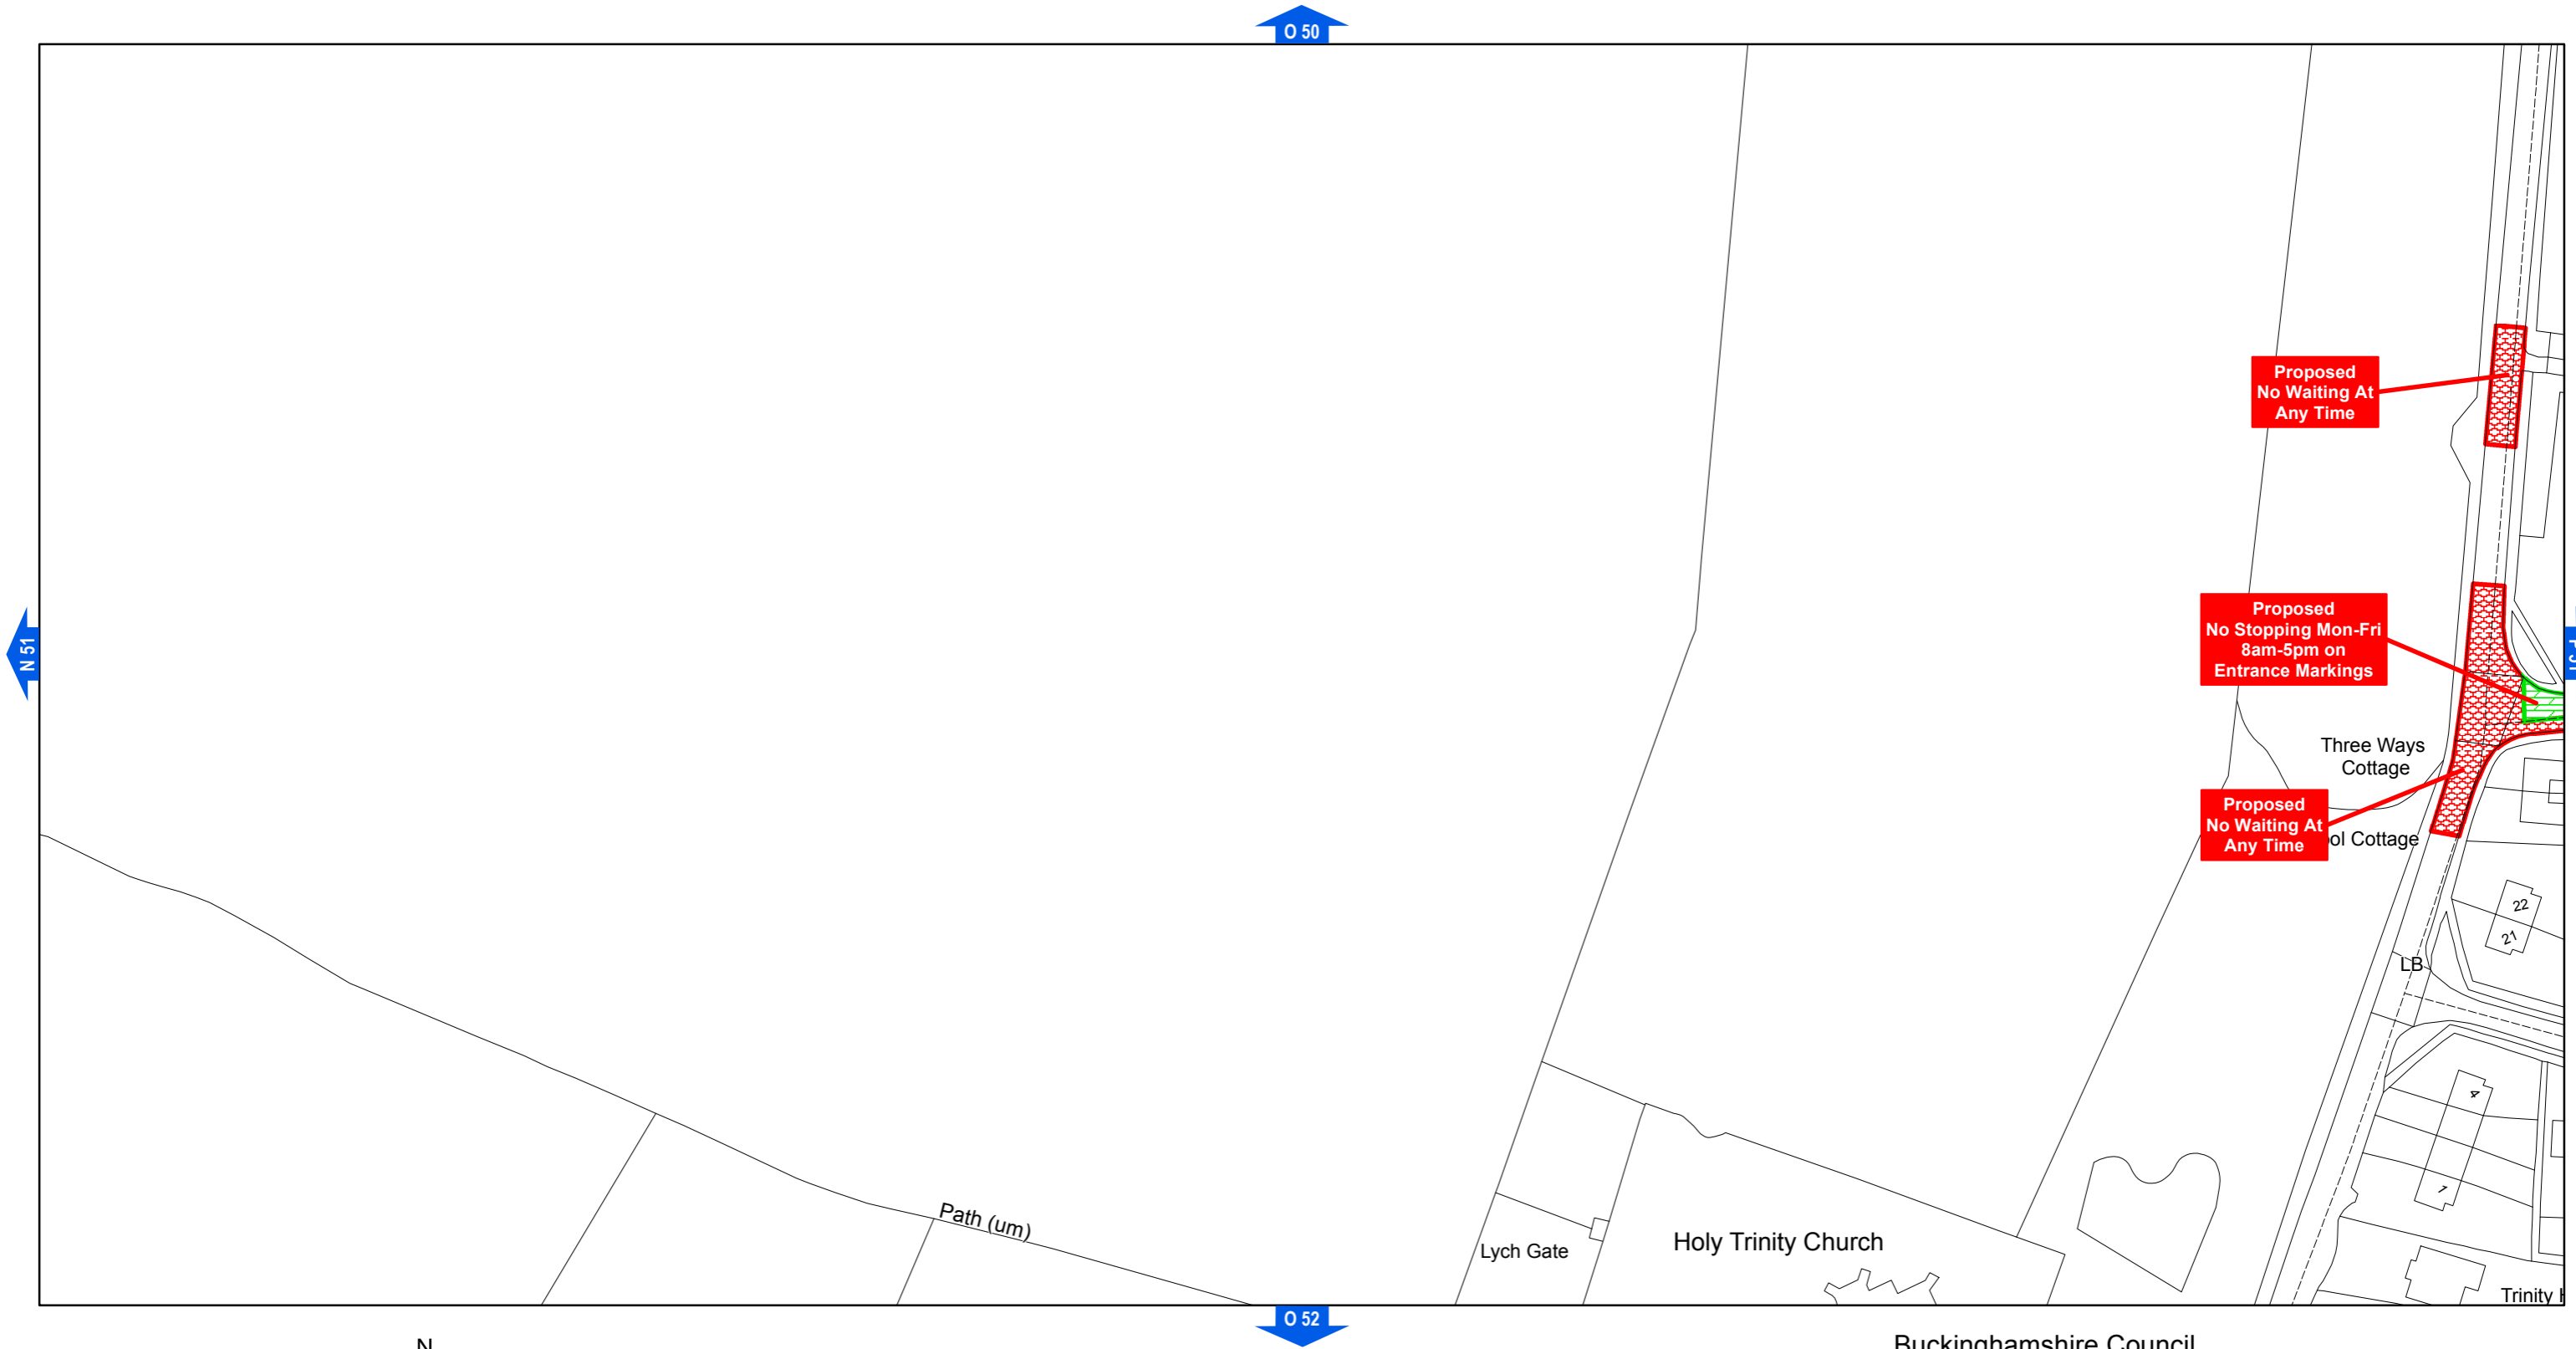 O 50
Proposed
No Waiting At
Any Time
N 51
Proposed
No Stopping Mon-Fri
8am-5pm on
Entrance Markings
Three Ways
Cottage
Proposed
No Waiting At
Any Time
ol Cottage
22
21
LB
4
1
Path (um)
Lych Gate
Holy Trinity Church
Trinity
O 52
N
Buckinghamshire Council